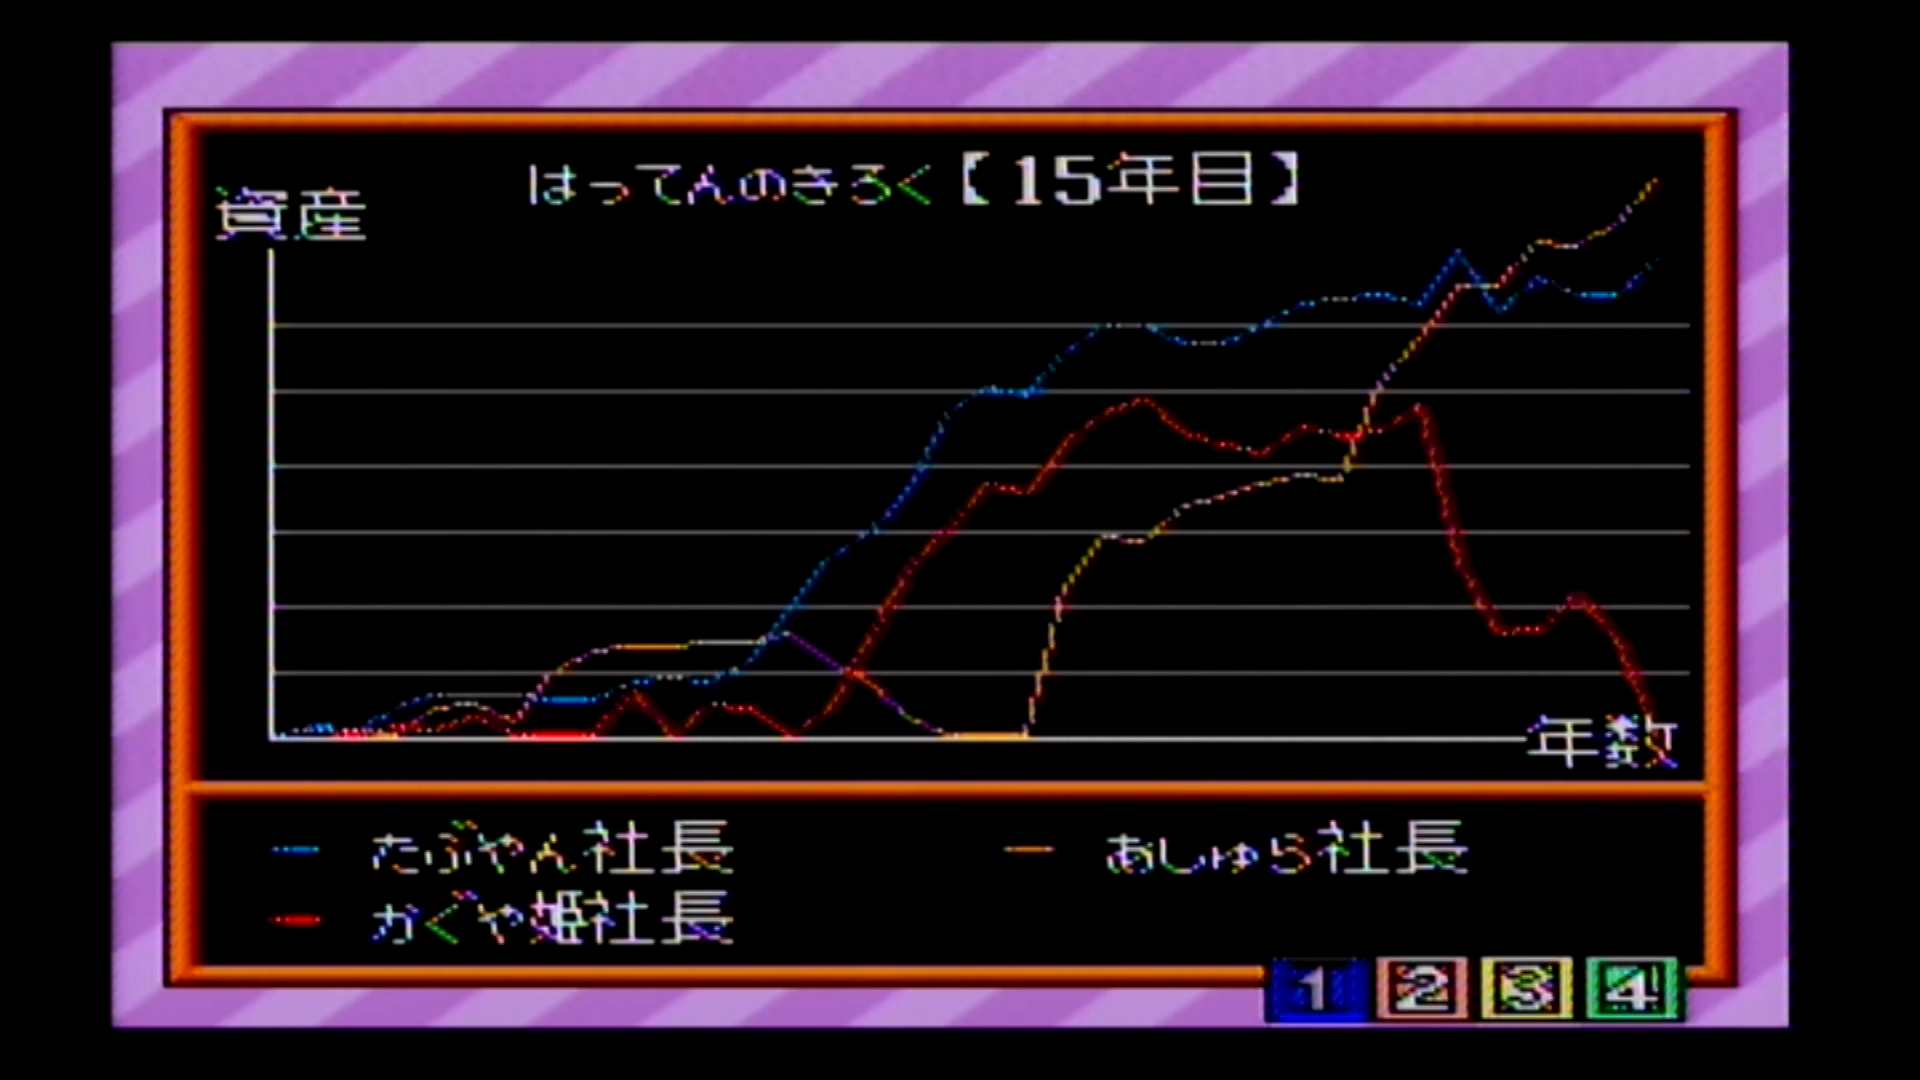 はってんのきろく【15年目】
資産
年数
たぶやん社長
あしゅら社長
かぐや姫社長
1 2 3 4